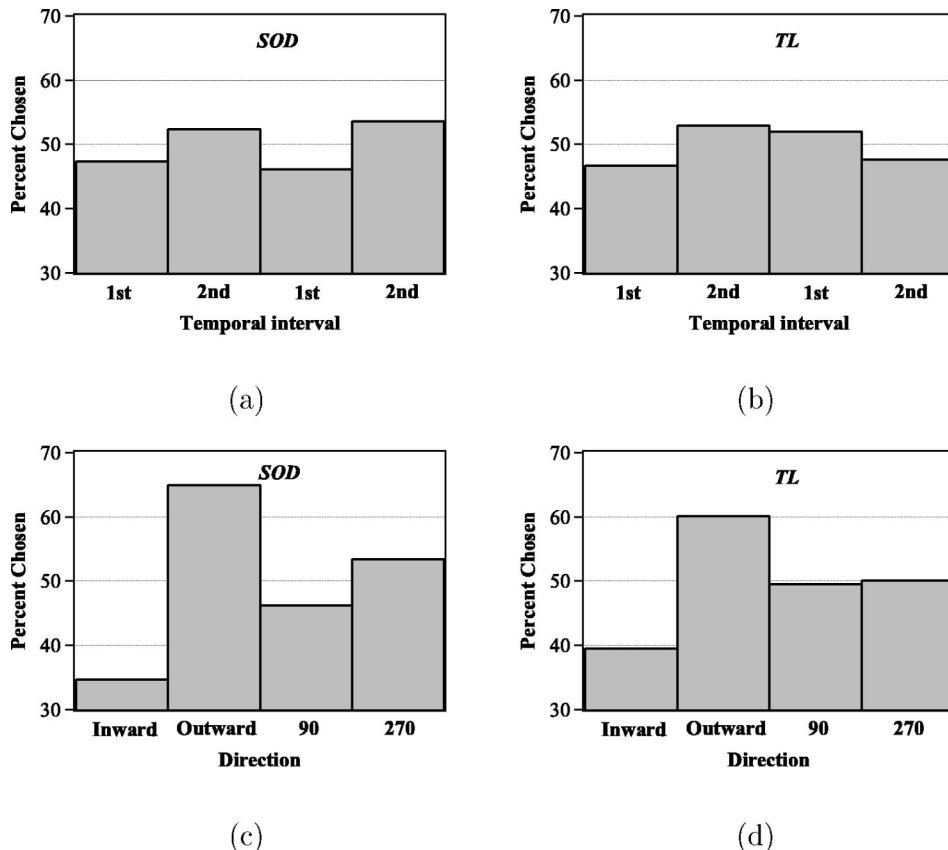 70
SOD
60
50
40
30
Percent Chosen
1st 2nd 1st 2nd
Temporal interval
(a)
70
TL
60
50
40
30
Percent Chosen
1st 2nd 1st 2nd
Temporal interval
(b)
70
SOD
60
50
40
30
Percent Chosen
Inward Outward 90 270
Direction
(c)
70
TL
60
50
40
30
Percent Chosen
Inward Outward 90 270
Direction
(d)